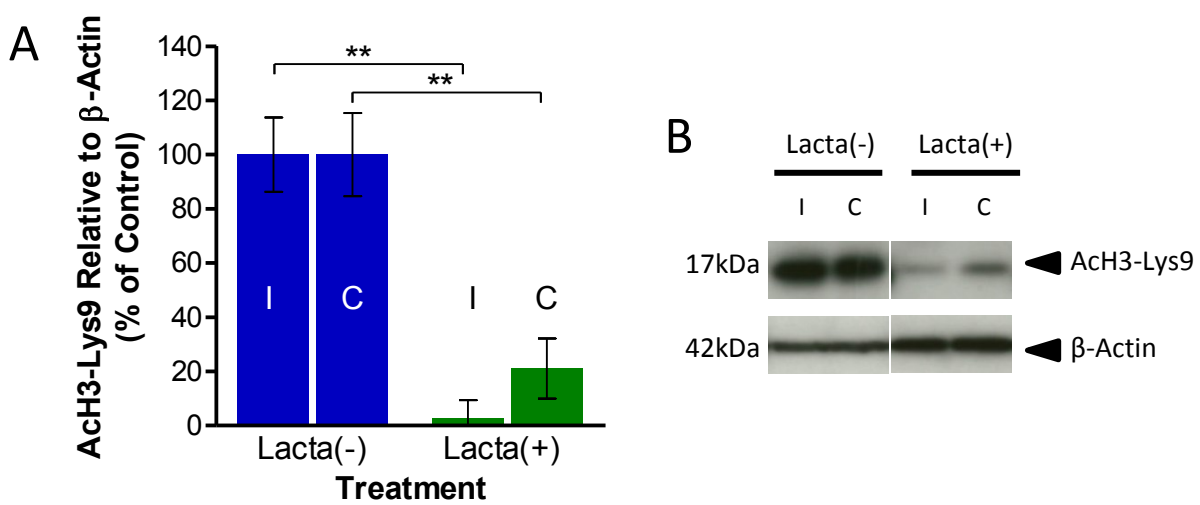 A
AcH3-Lys9 Relative to β-Actin
(% of Control)
140
120
100
80
60
40
20
0
**
**
I
C
I
C
Lacta(-)
Lacta(+)
Treatment
B
Lacta(-)
Lacta(+)
I
C
I
C
17kDa
AcH3-Lys9
42kDa
β-Actin